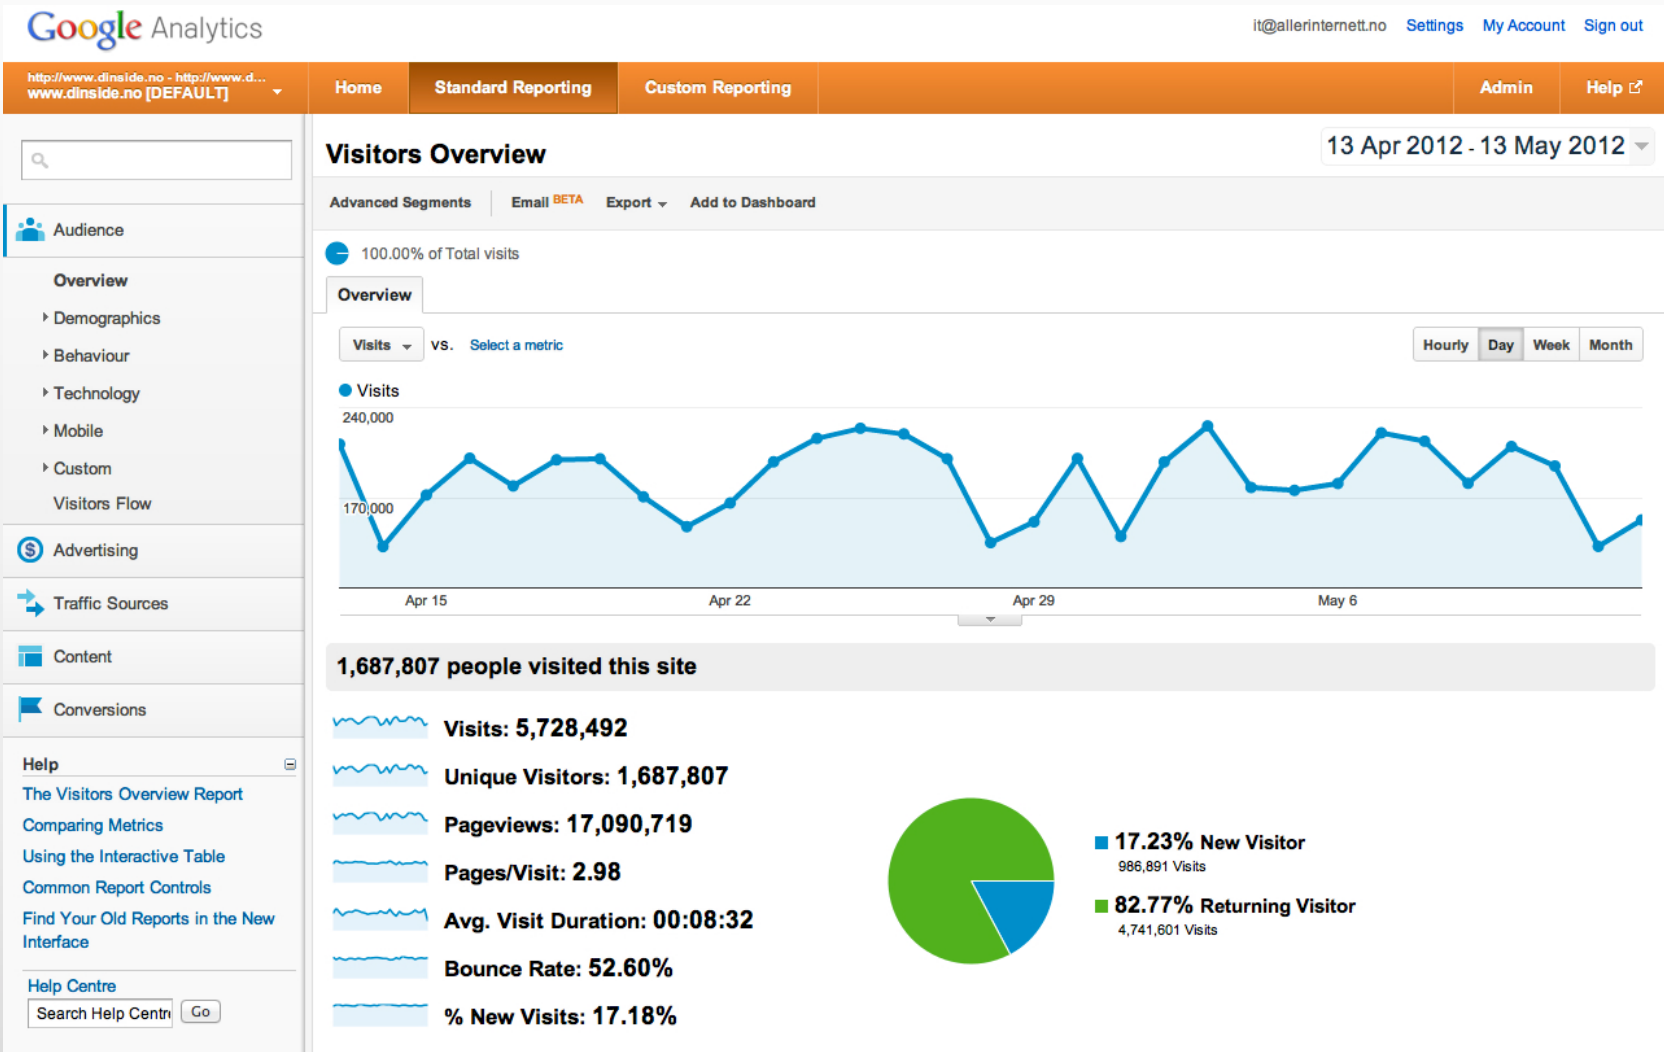 Google Analytics
it@allerinternett.no Settings My Account Sign out
http://www.dinside.no - http://www.d...
www.dinside.no [DEFAULT]
Home Standard Reporting Custom Reporting Admin Help
Visitors Overview
13 Apr 2012 - 13 May 2012
Advanced Segments Email BETA Export Add to Dashboard
Audience
Overview
Demographics
Behaviour
Technology
Mobile
Custom
Visitors Flow
Advertising
Traffic Sources
Content
Conversions
Help
The Visitors Overview Report
Comparing Metrics
Using the Interactive Table
Common Report Controls
Find Your Old Reports in the New
Interface
Help Centre
Search Help Centr Go
100.00% of Total visits
Overview
Visits vs. Select a metric
Hourly Day Week Month
Visits
240,000
170,000
Apr 15 Apr 22 Apr 29 May 6
1,687,807 people visited this site
Visits: 5,728,492
Unique Visitors: 1,687,807
Pageviews: 17,090,719
Pages/Visit: 2.98
Avg. Visit Duration: 00:08:32
Bounce Rate: 52.60%
% New Visits: 17.18%
17.23% New Visitor
986,891 Visits
82.77% Returning Visitor
4,741,601 Visits